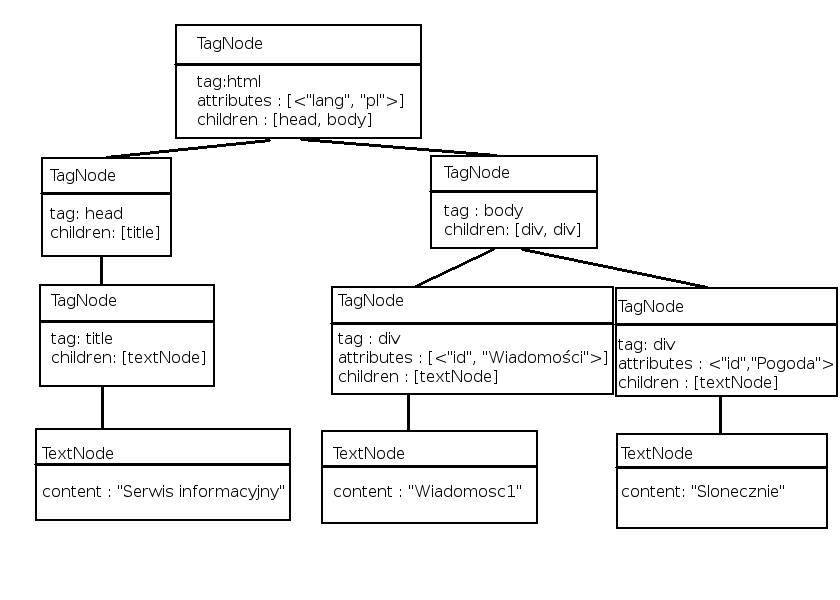 TagNode
tag:html
attributes : [<"lang", "pl">]
children : [head, body]
TagNode
tag: head
children: [title]
TagNode
tag : body
children: [div, div]
TagNode
tag: title
children: [textNode]
TagNode
tag : div
attributes : [<"id", "Wiadomości">]
children : [textNode]
TagNode
tag: div
attributes : <"id","Pogoda">
children : [textNode]
TextNode
content : "Serwis informacyjny"
TextNode
content : "Wiadomosc1"
TextNode
content: "Slonecznie"